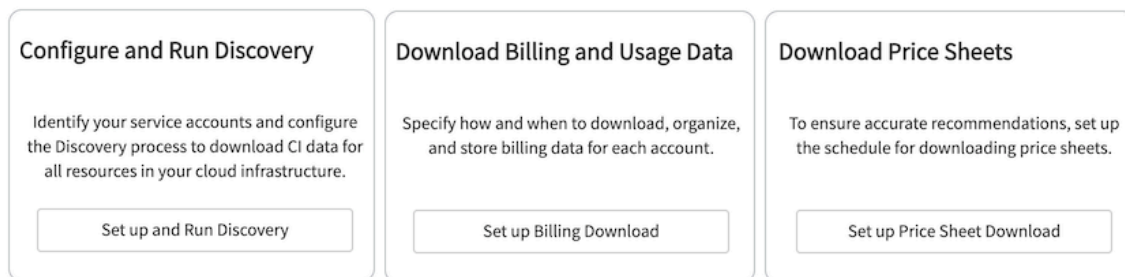 Configure and Run Discovery
Identify your service accounts and configure
the Discovery process to download CI data for
all resources in your cloud infrastructure.
Set up and Run Discovery
Download Billing and Usage Data
Specify how and when to download, organize,
and store billing data for each account.
Set up Billing Download
Download Price Sheets
To ensure accurate recommendations, set up
the schedule for downloading price sheets.
Set up Price Sheet Download